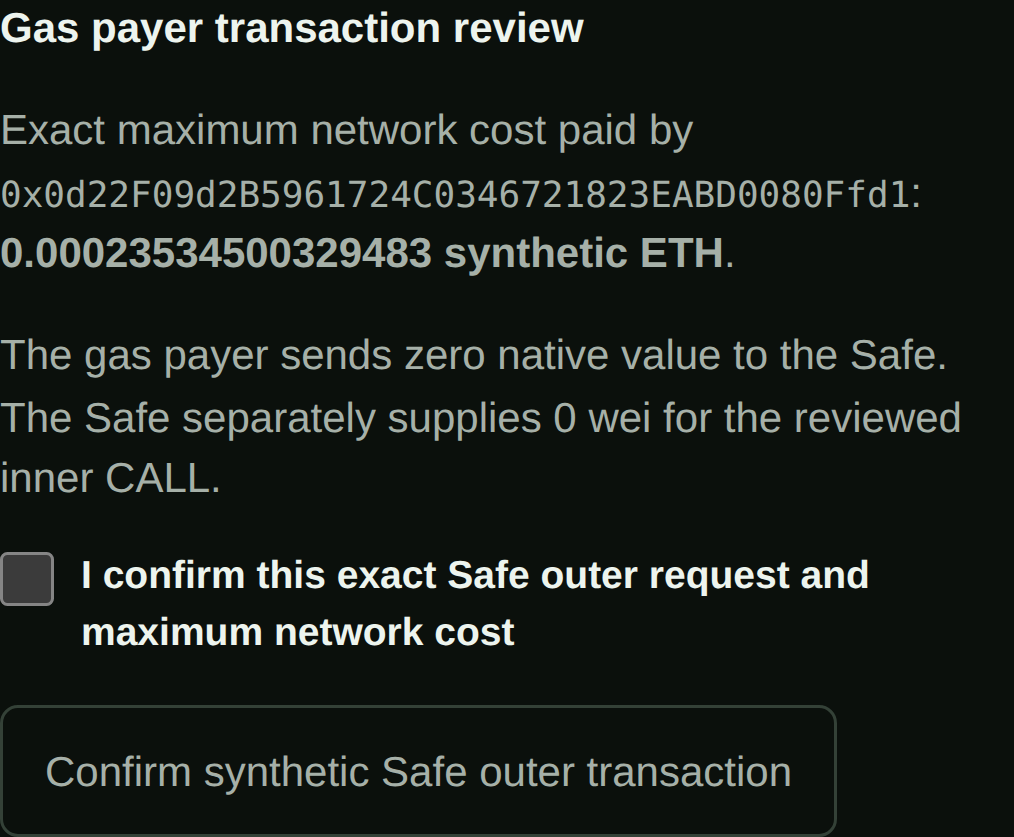 Gas payer transaction review
Exact maximum network cost paid by
0x0d22F09d2B5961724C0346721823EABD0080Ffd1:
0.00023534500329483 synthetic ETH.
The gas payer sends zero native value to the Safe.
The Safe separately supplies 0 wei for the reviewed
inner CALL.
I confirm this exact Safe outer request and
maximum network cost
Confirm synthetic Safe outer transaction